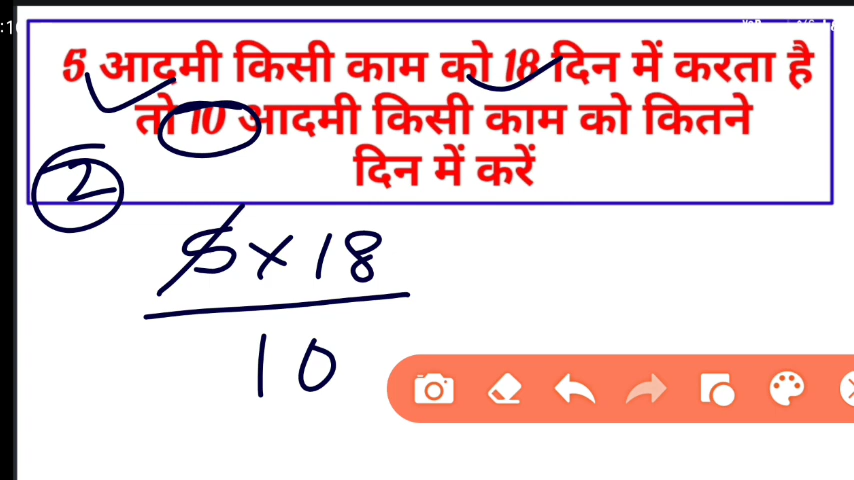 5 आदमी किसी काम को 18 दिन में करता है
तो 10 आदमी किसी काम को कितने
दिन में करें
2
5 × 18
10